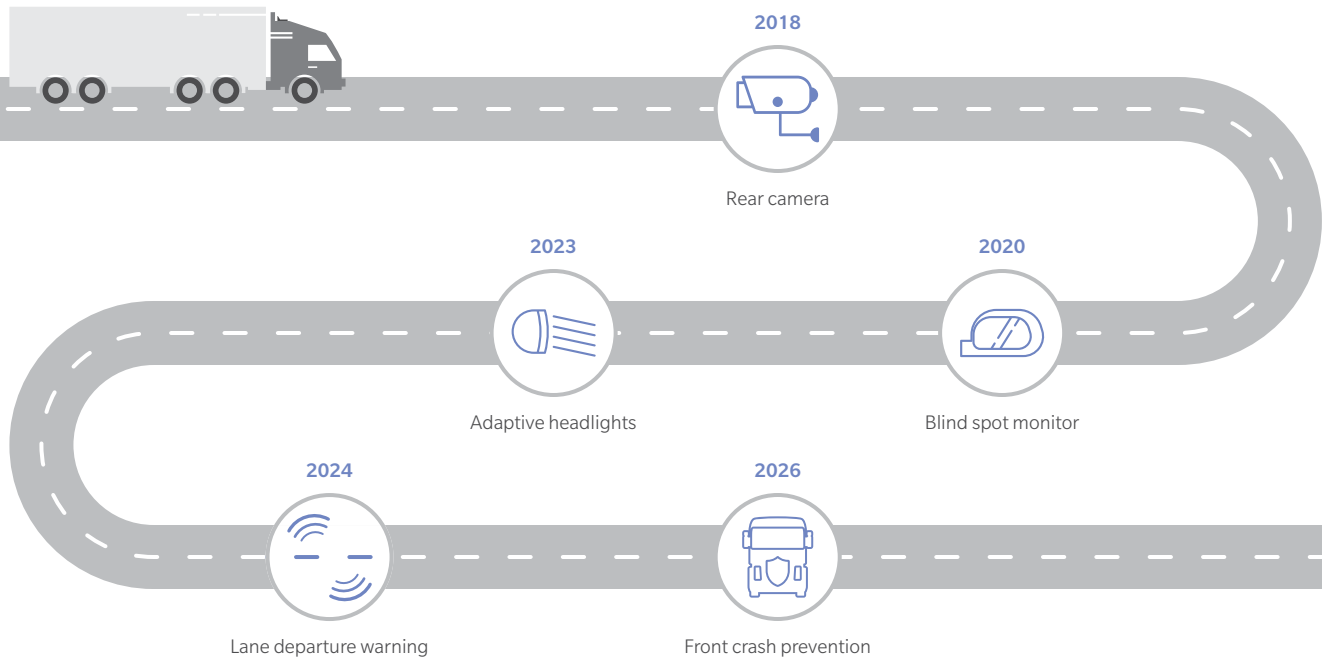 2018
Rear camera
2020
Blind spot monitor
2023
Adaptive headlights
2024
Lane departure warning
2026
Front crash prevention